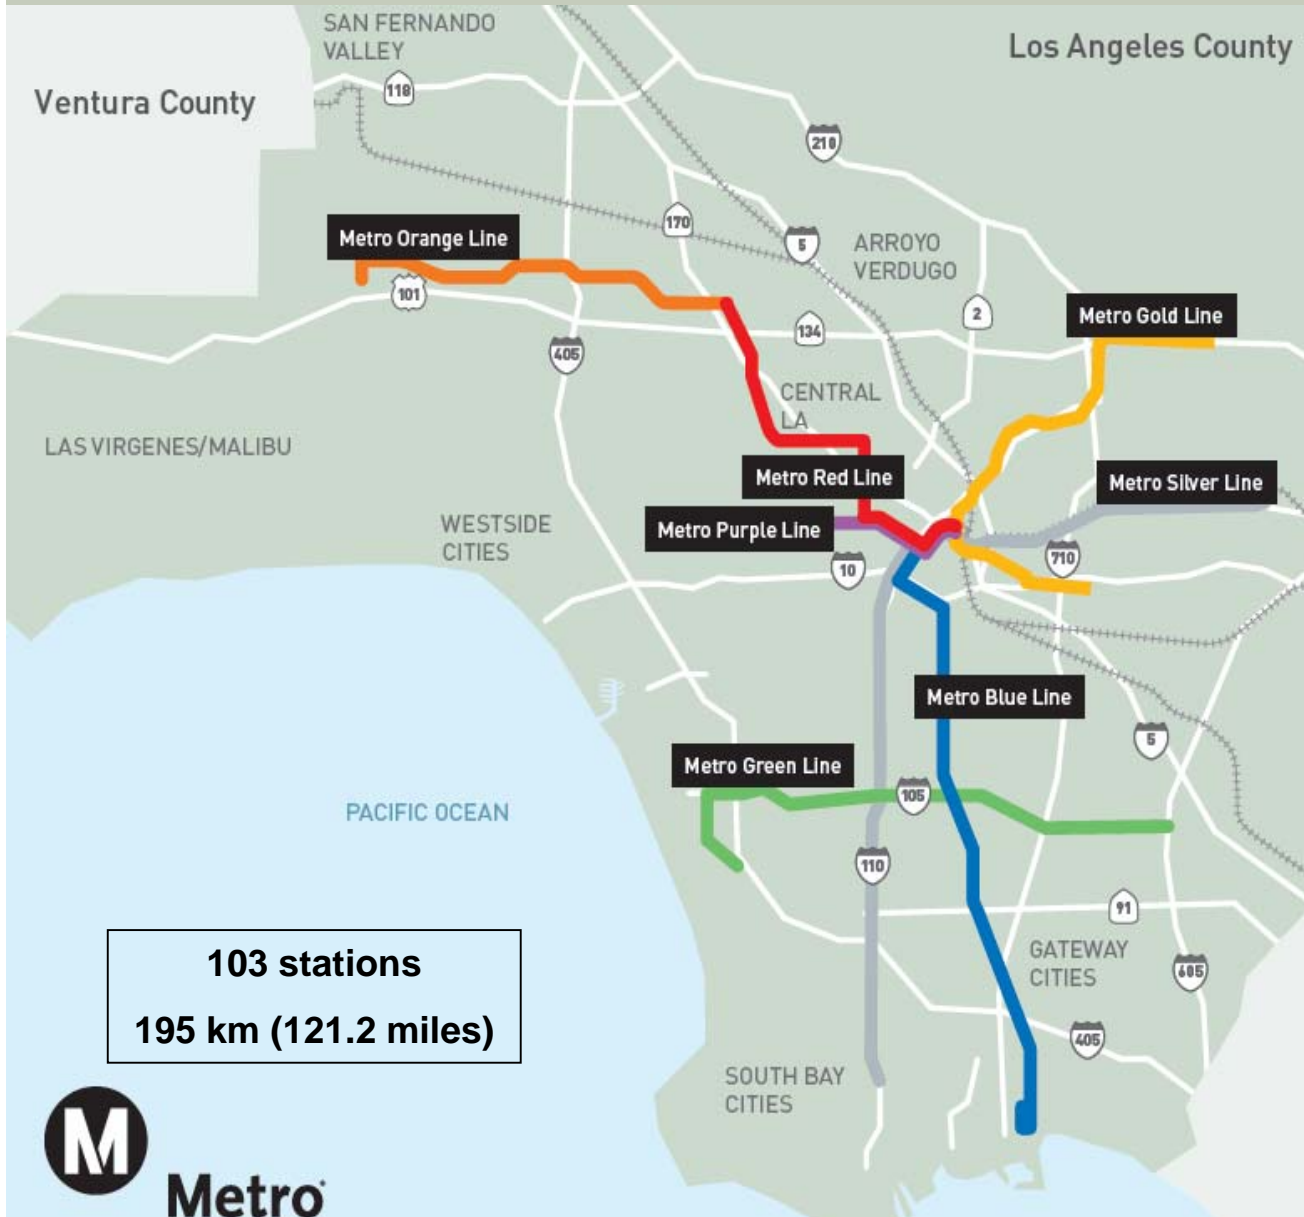 SAN FERNANDO
VALLEY
Los Angeles County
Ventura County
118
210
170
5
ARROYO
VERDUGO
Metro Orange Line
101
2
Metro Gold Line
134
405
CENTRAL
LA
LAS VIRGENES/MALIBU
Metro Red Line
Metro Silver Line
WESTSIDE
CITIES
Metro Purple Line
710
10
Metro Blue Line
5
Metro Green Line
105
PACIFIC OCEAN
110
91
103 stations
195 km (121.2 miles)
GATEWAY
CITIES
605
405
SOUTH BAY
CITIES
M
Metro